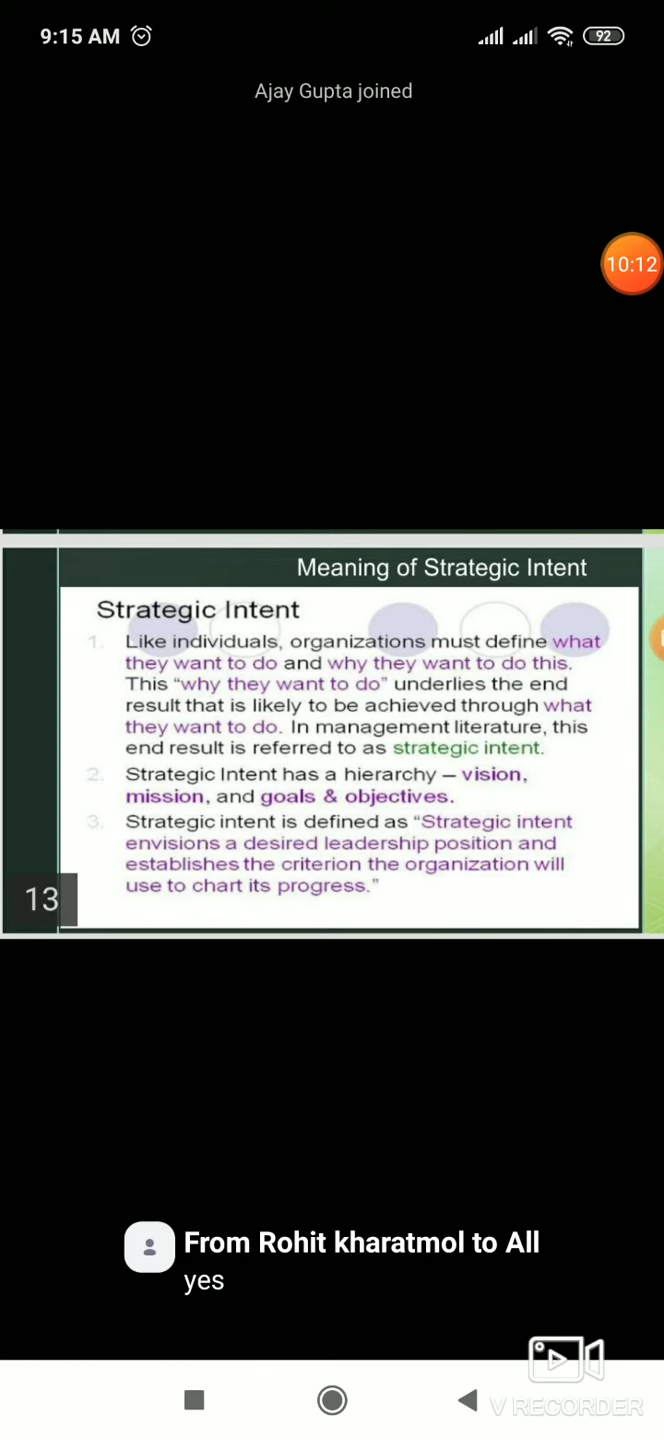 9:15 AM
92
Ajay Gupta joined
10:12
Meaning of Strategic Intent
Strategic Intent
1. Like individuals, organizations must define what
they want to do and why they want to do this.
This “why they want to do” underlies the end
result that is likely to be achieved through what
they want to do. In management literature, this
end result is referred to as strategic intent.
2. Strategic Intent has a hierarchy – vision,
mission, and goals & objectives.
3. Strategic intent is defined as “Strategic intent
envisions a desired leadership position and
establishes the criterion the organization will
use to chart its progress.”
13
From Rohit kharatmol to All
yes
V RECORDER